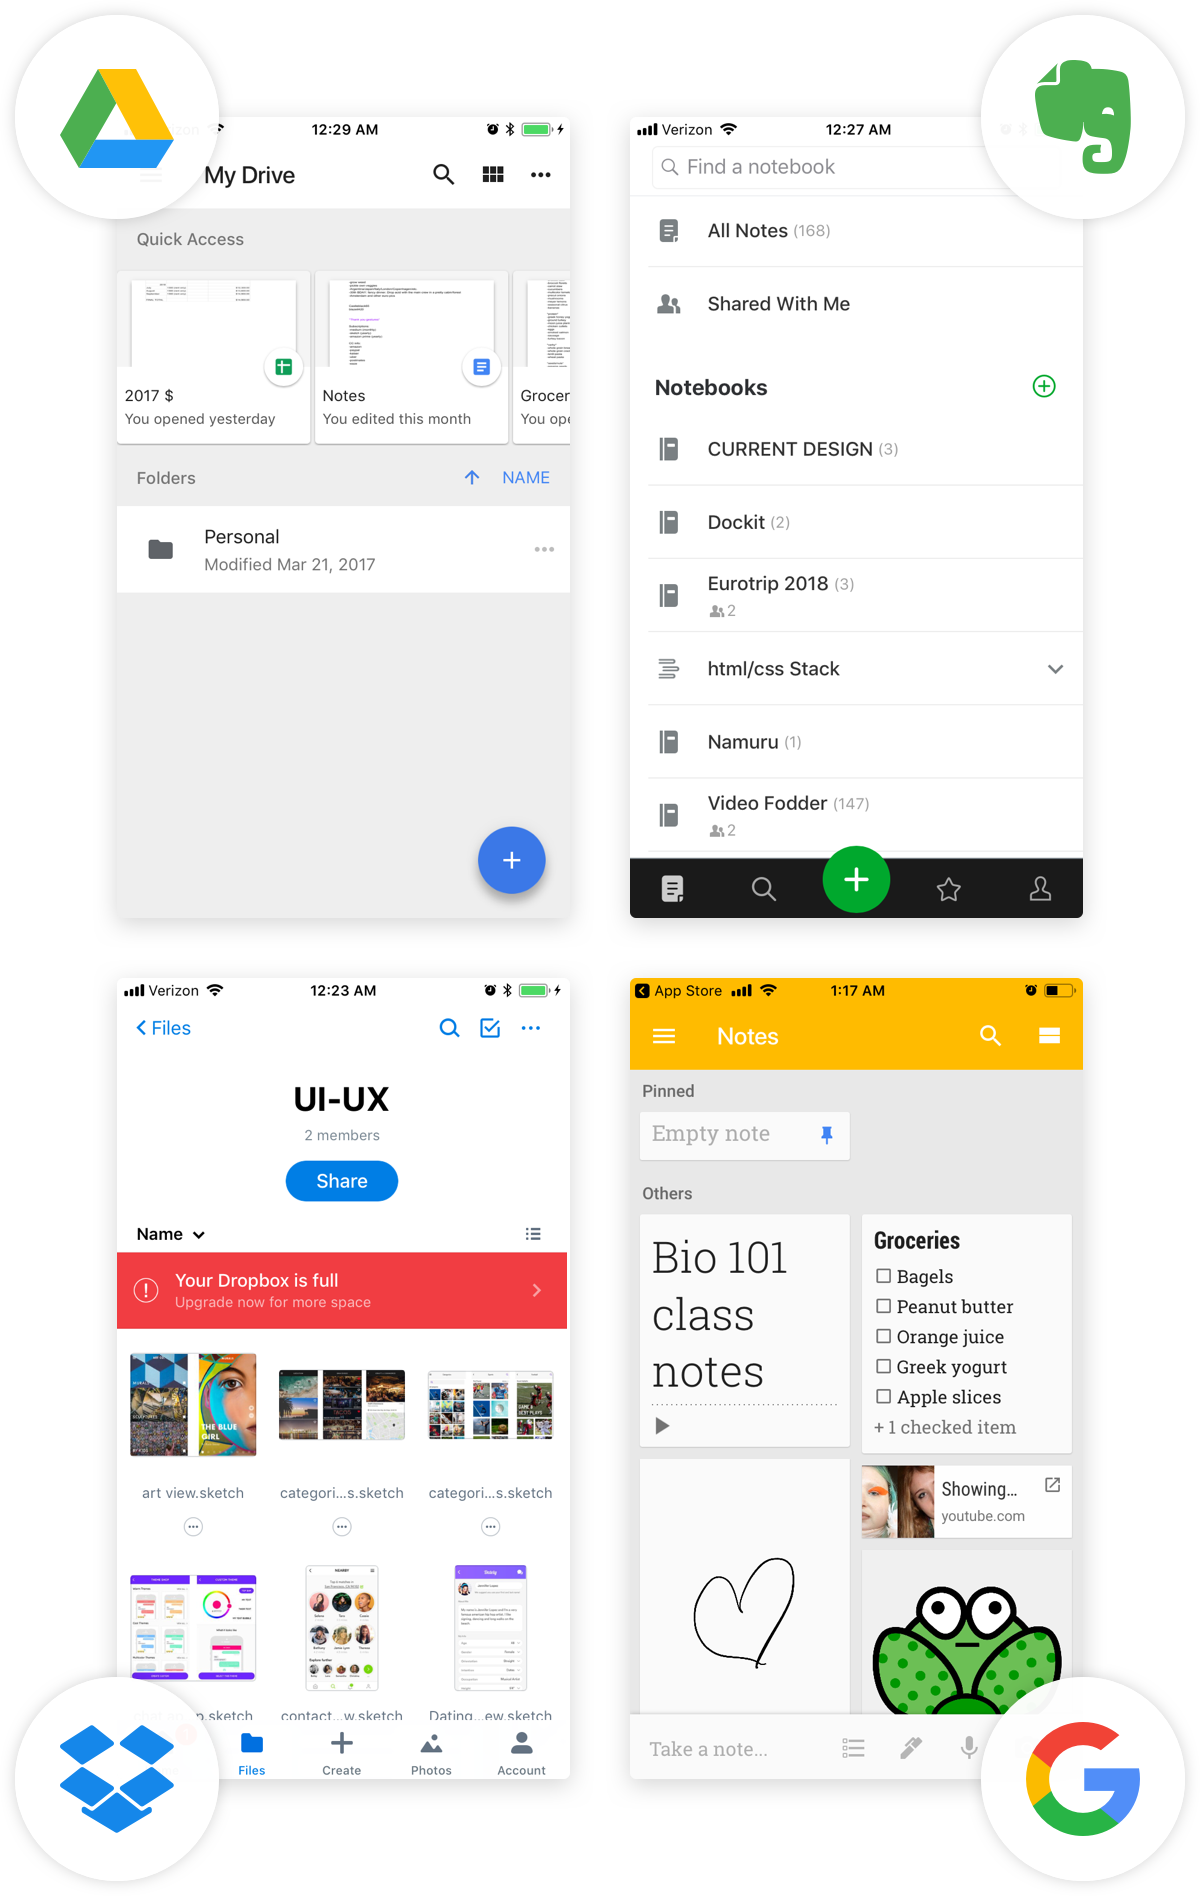 12:29 AM
My Drive
Quick Access
2017 $
You opened yesterday
Notes
You edited this month
Grocer
You ope
Folders
NAME
Personal
Modified Mar 21, 2017
Verizon
12:27 AM
Find a notebook
All Notes (168)
Shared With Me
Notebooks
CURRENT DESIGN (3)
Dockit (2)
Eurotrip 2018 (3)
2
html/css Stack
Namuru (1)
Video Fodder (147)
2
Verizon
12:23 AM
Files
UI-UX
2 members
Share
Name
Your Dropbox is full
Upgrade now for more space
THE BLUE
GIRL
art view.sketch
categori...s.sketch
categori...s.sketch
NEARBY
contact...w.sketch
Dating...ew.sketch
Files
Create
Photos
Account
App Store
1:17 AM
Notes
Pinned
Empty note
Others
Bio 101
class
notes
Groceries
Bagels
Peanut butter
Orange juice
Greek yogurt
Apple slices
+ 1 checked item
Showing...
youtube.com
Take a note...